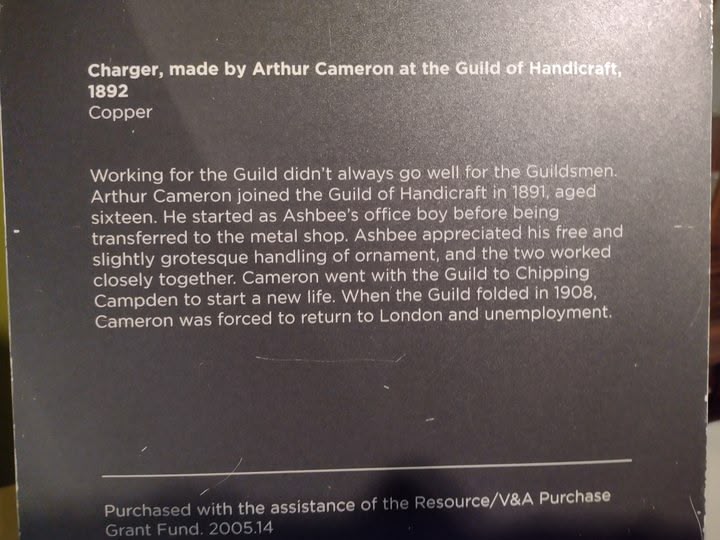 Charger, made by Arthur Cameron at the Guild of Handicraft,
1892
Copper
Working for the Guild didn't always go well for the Guildsmen.
Arthur Cameron joined the Guild of Handicraft in 1891, aged
sixteen. He started as Ashbee's office boy before being
transferred to the metal shop. Ashbee appreciated his free and
slightly grotesque handling of ornament, and the two worked
closely together. Cameron went with the Guild to Chipping
Campden to start a new life. When the Guild folded in 1908,
Cameron was forced to return to London and unemployment.
Purchased with the assistance of the Resource/V&A Purchase
Grant Fund. 2005.14